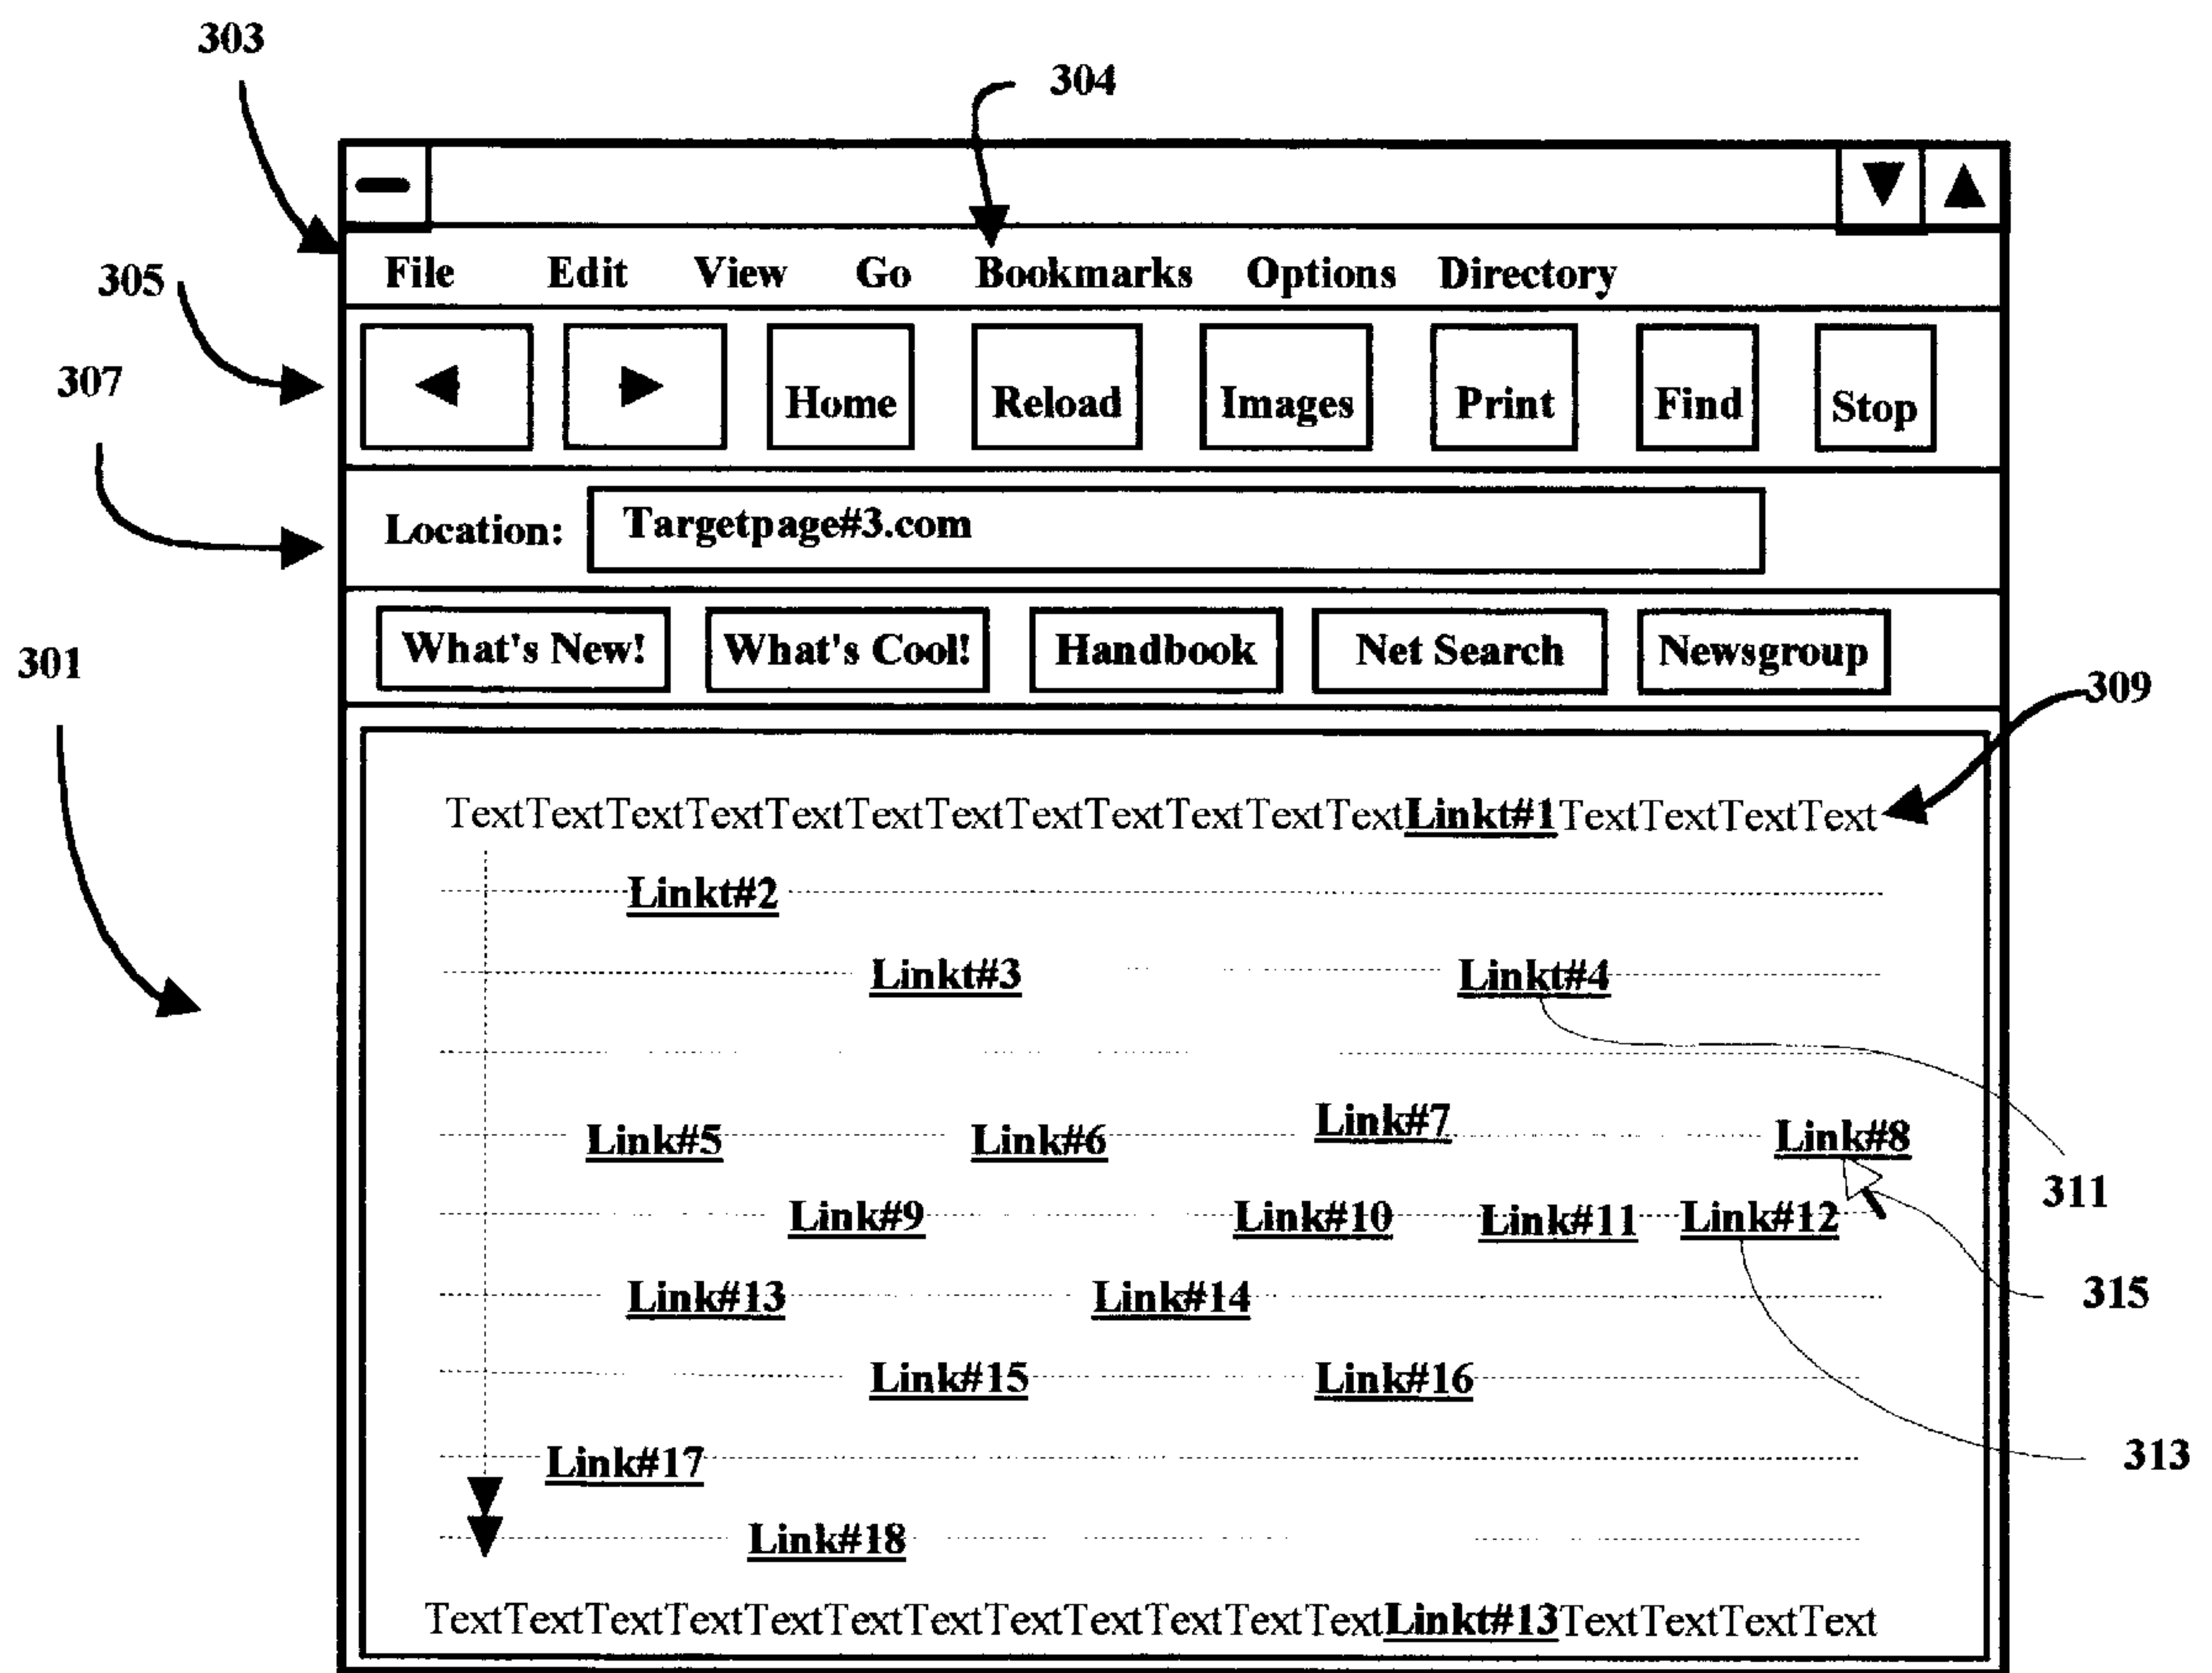 303
304
File Edit View Go Bookmarks Options Directory
305
307
Home Reload Images Print Find Stop
Location: Targetpage#3.com
301
What's New! What's Cool! Handbook Net Search Newsgroup
309
TextTextTextTextTextTextTextTextTextTextTextTextLinkt#1TextTextTextText
Linkt#2
Linkt#3 Linkt#4
Link#5 Link#6 Link#7 Link#8
311
Link#9 Link#10 Link#11 Link#12
315
Link#13 Link#14
Link#15 Link#16
313
Link#17
Link#18
TextTextTextTextTextTextTextTextTextTextTextTextLinkt#13TextTextTextText